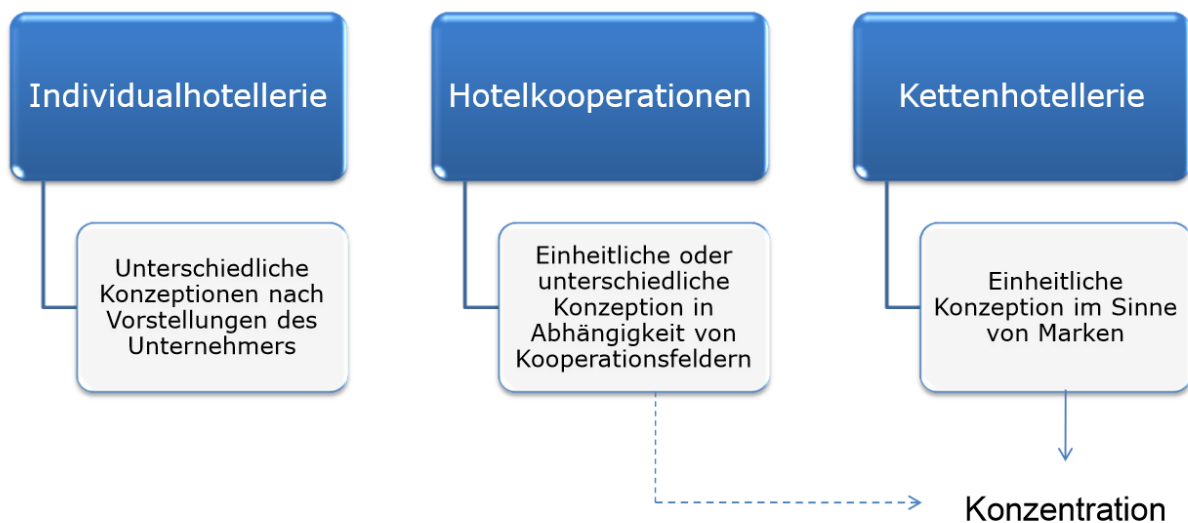 Individualhotellerie
Hotelkooperationen
Kettenhotellerie
Unterschiedliche
Konzeptionen nach
Vorstellungen des
Unternehmers
Einheitliche oder
unterschiedliche
Konzeption in
Abhängigkeit von
Kooperationsfeldern
Einheitliche
Konzeption im Sinne
von Marken
Konzentration